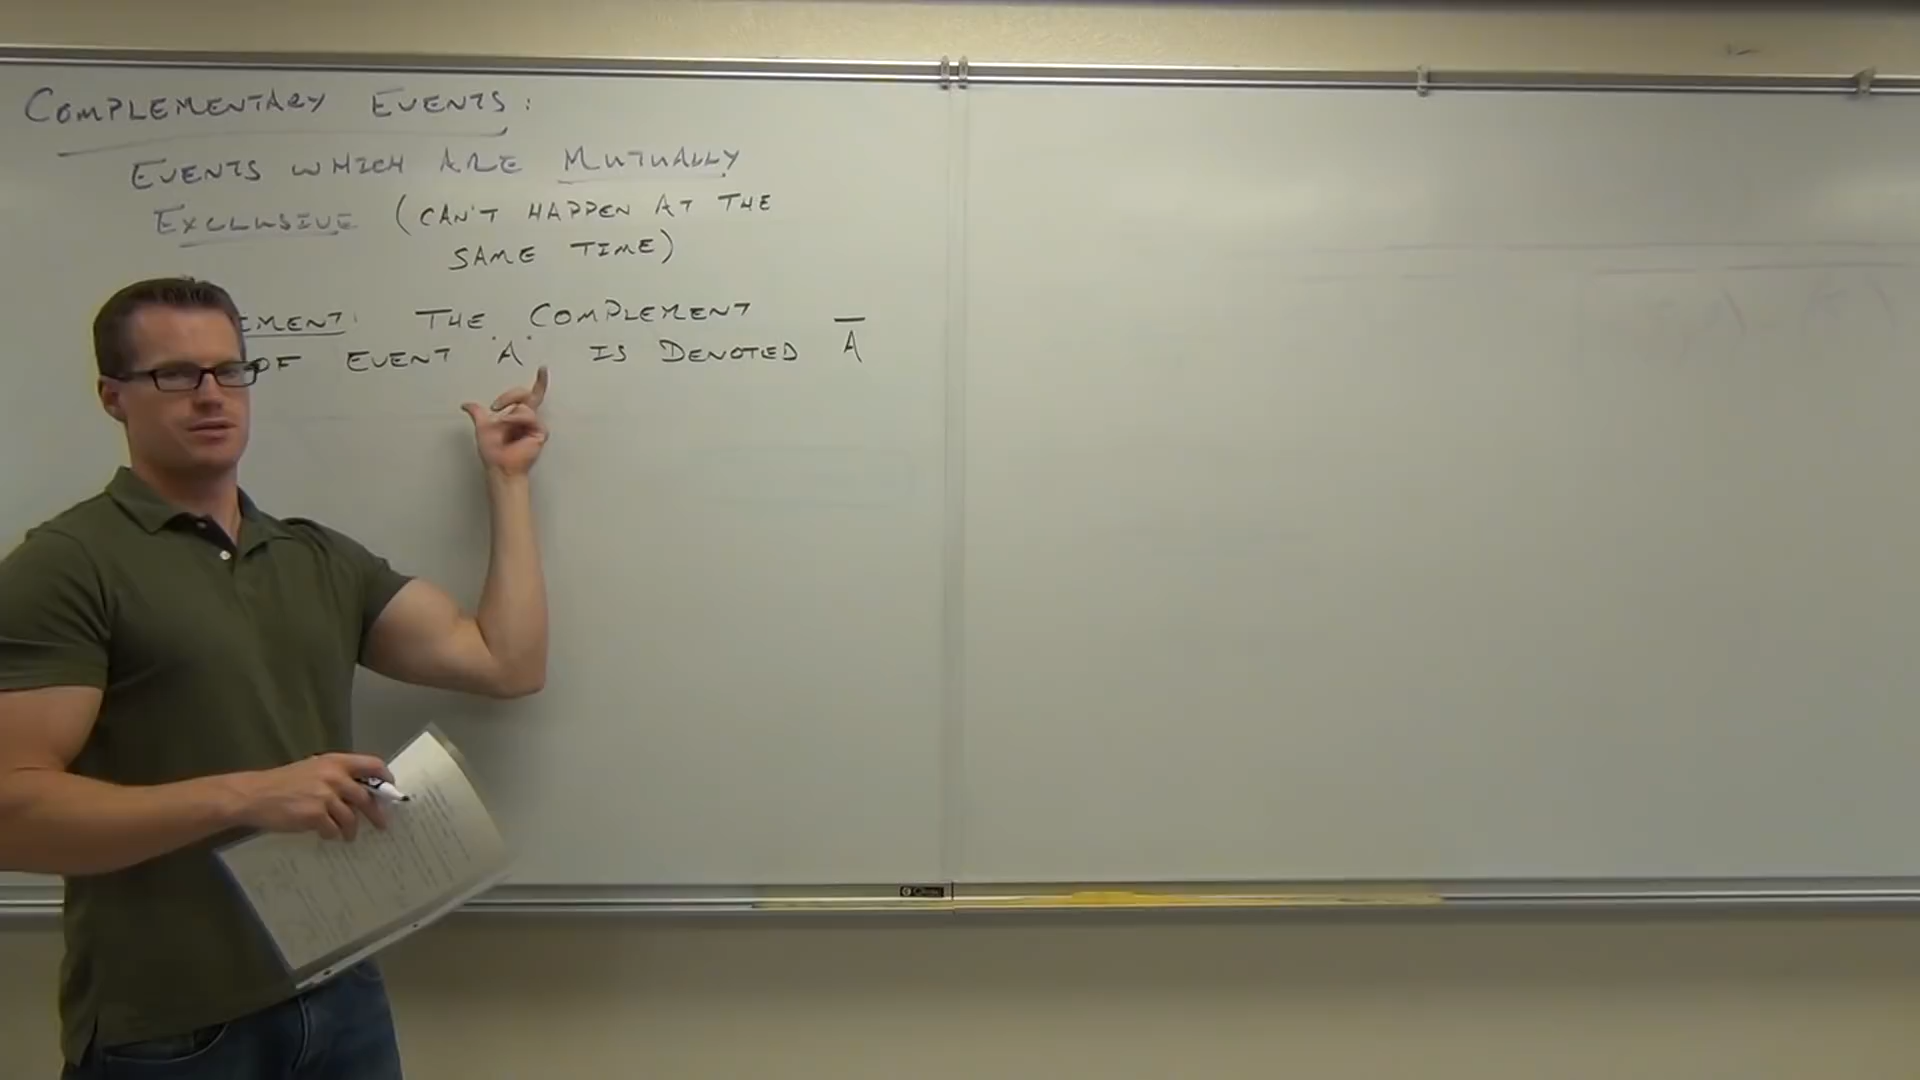 COMPLEMENTARY EVENTS:
EVENTS WHICH ARE MUTUALLY
EXCLUSIVE (CAN'T HAPPEN AT THE
SAME TIME)
EMENT: THE COMPLEMENT
OF EVENT "A" IS DENOTED Ā